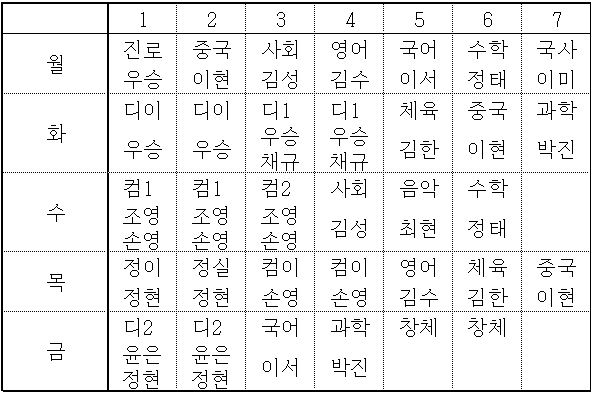 1 2 3 4 5 6 7
월 진로 중국 사회 영어 국어 수학 국사
우승 이현 김성 김수 이서 정태 이미
화 디이 디이 디1 디1 체육 중국 과학
우승 우승 우승 우승 김한 이현 박진
채규 채규
수 컴1 컴1 컴2 사회 음악 수학
조영 조영 조영 김성 최현 정태
손영 손영 손영
목 정이 정실 컴이 컴이 영어 체육 중국
정현 정현 손영 손영 김수 김한 이현
금 디2 디2 국어 과학 창체 창체
윤은 윤은 이서 박진
정현 정현